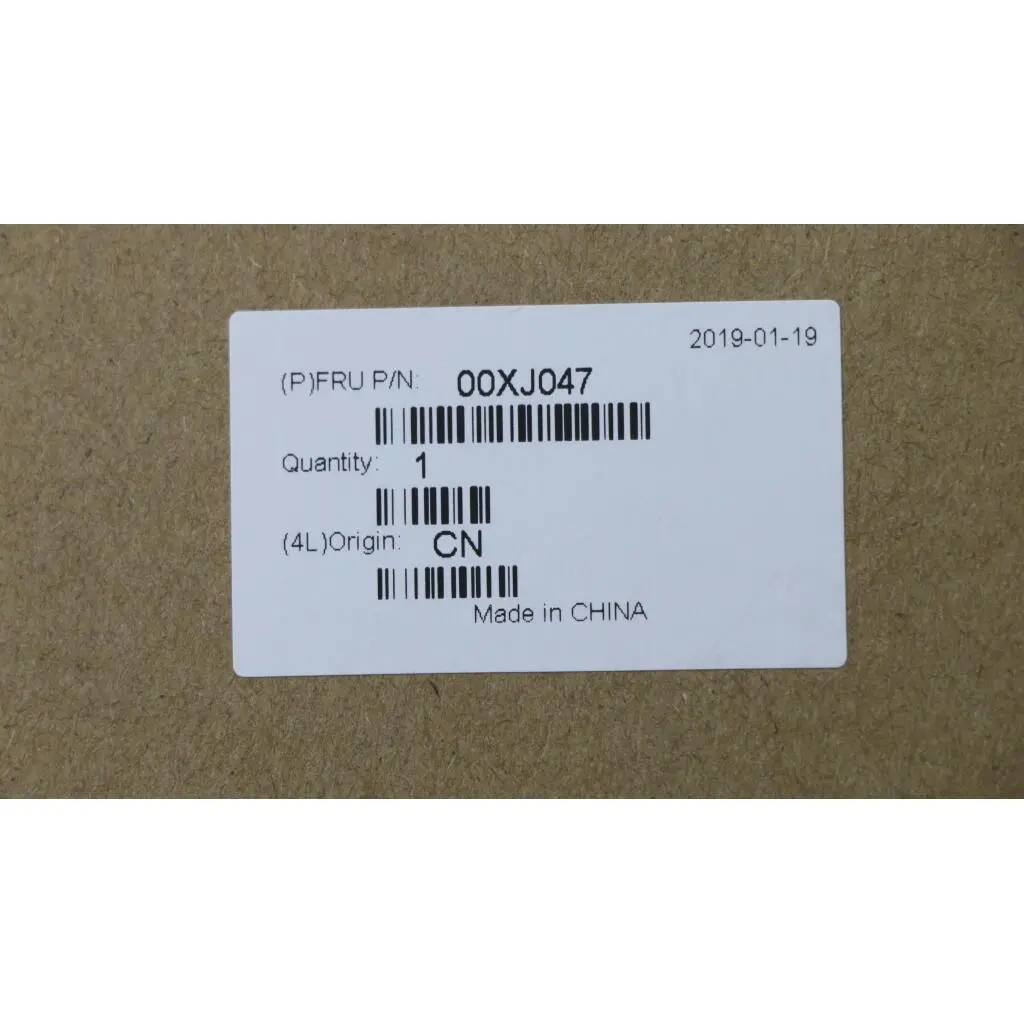 2019-01-19
(P)FRU P/N: 00XJ047
Quantity: 1
(4L)Origin: CN
Made in CHINA